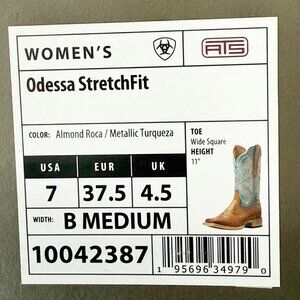 WOMEN'S
ATS
Odessa StretchFit
COLOR: Almond Roca / Metallic Turqueza
TOE
Wide Square
HEIGHT
11"
USA EUR UK
7 37.5 4.5
WIDTH: B MEDIUM
10042387
1 95696 34979 0